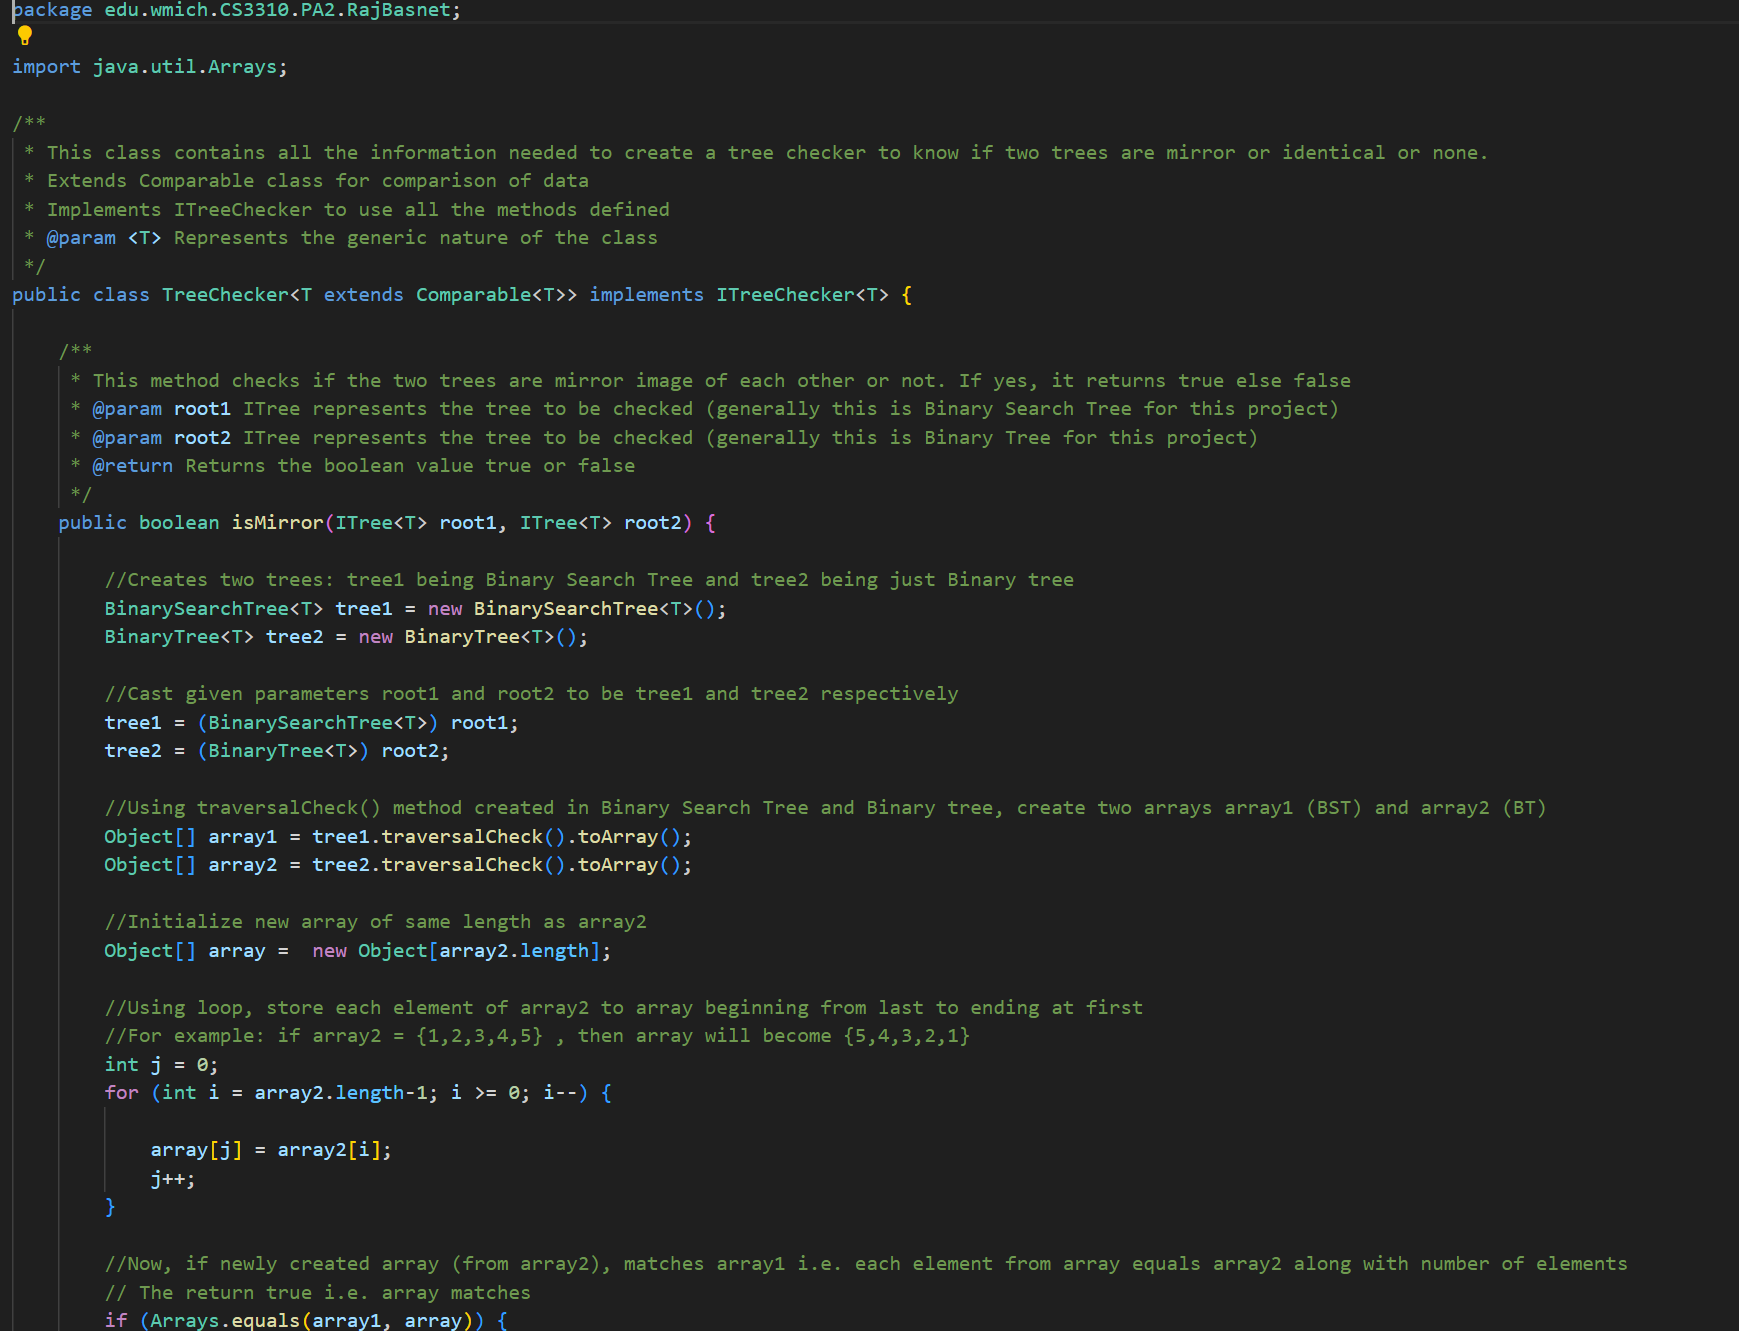 package edu.wmich.CS3310.PA2.RajBasnet;
import java.util.Arrays;
/**
* This class contains all the information needed to create a tree checker to know if two trees are mirror or identical or none.
* Extends Comparable class for comparison of data
* Implements ITreeChecker to use all the methods defined
* @param <T> Represents the generic nature of the class
*/
public class TreeChecker<T extends Comparable<T>> implements ITreeChecker<T> {
/**
* This method checks if the two trees are mirror image of each other or not. If yes, it returns true else false
* @param root1 ITree represents the tree to be checked (generally this is Binary Search Tree for this project)
* @param root2 ITree represents the tree to be checked (generally this is Binary Tree for this project)
* @return Returns the boolean value true or false
*/
public boolean isMirror(ITree<T> root1, ITree<T> root2) {
//Creates two trees: tree1 being Binary Search Tree and tree2 being just Binary tree
BinarySearchTree<T> tree1 = new BinarySearchTree<T>();
BinaryTree<T> tree2 = new BinaryTree<T>();
//Cast given parameters root1 and root2 to be tree1 and tree2 respectively
tree1 = (BinarySearchTree<T>) root1;
tree2 = (BinaryTree<T>) root2;
//Using traversalCheck() method created in Binary Search Tree and Binary tree, create two arrays array1 (BST) and array2 (BT)
Object[] array1 = tree1.traversalCheck().toArray();
Object[] array2 = tree2.traversalCheck().toArray();
//Initialize new array of same length as array2
Object[] array =  new Object[array2.length];
//Using loop, store each element of array2 to array beginning from last to ending at first
//For example: if array2 = {1,2,3,4,5} , then array will become {5,4,3,2,1}
int j = 0;
for (int i = array2.length-1; i >= 0; i--) {
array[j] = array2[i];
j++;
}
//Now, if newly created array (from array2), matches array1 i.e. each element from array equals array2 along with number of elements
// The return true i.e. array matches
if (Arrays.equals(array1, array)) {